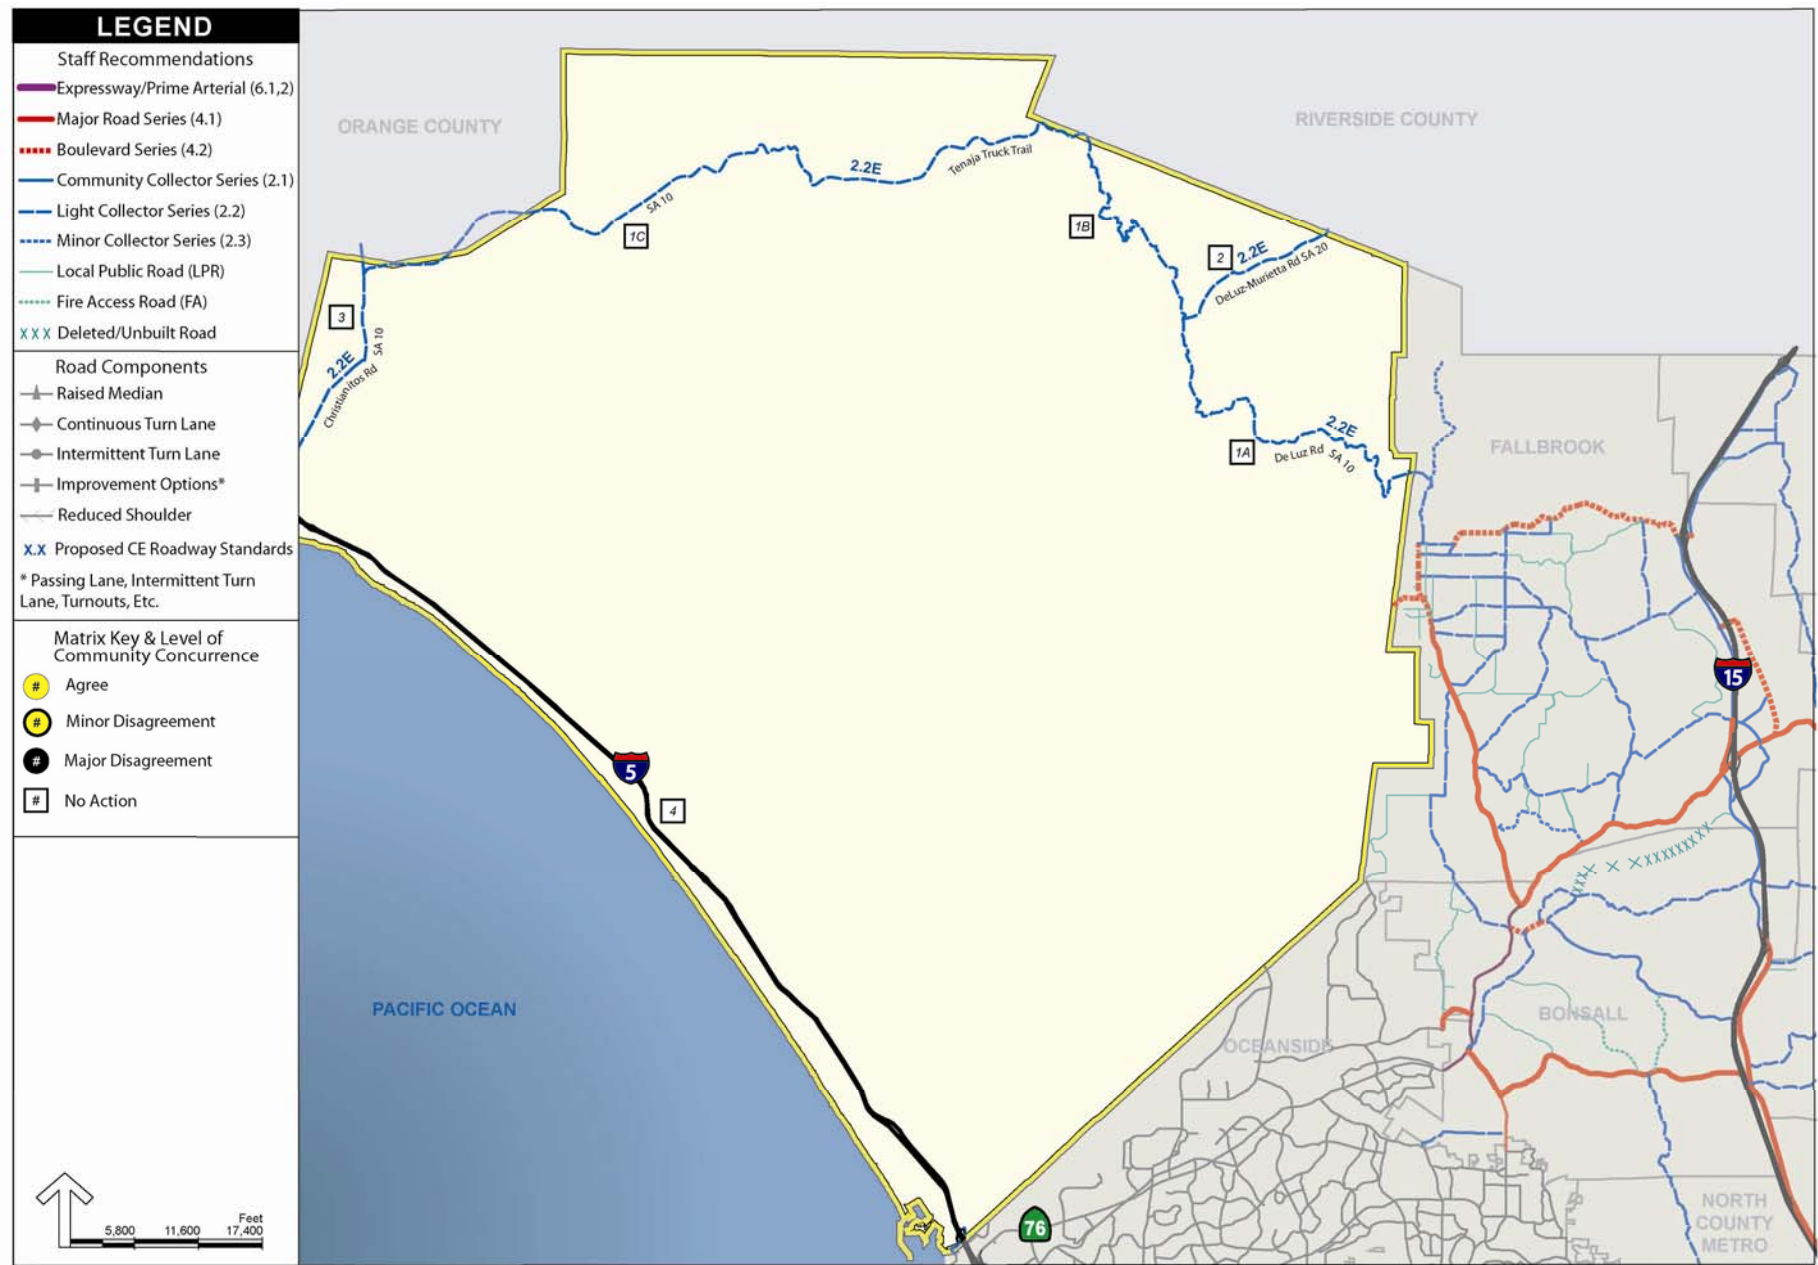 LEGEND
Staff Recommendations
Expressway/Prime Arterial (6.1,2)
Major Road Series (4.1)
Boulevard Series (4.2)
Community Collector Series (2.1)
Light Collector Series (2.2)
Minor Collector Series (2.3)
Local Public Road (LPR)
Fire Access Road (FA)
XXX Deleted/Unbuilt Road
Road Components
Raised Median
Continuous Turn Lane
Intermittent Turn Lane
Improvement Options*
Reduced Shoulder
X.X Proposed CE Roadway Standards
* Passing Lane, Intermittent Turn
Lane, Turnouts, Etc.
Matrix Key & Level of
Community Concurrence
# Agree
# Minor Disagreement
# Major Disagreement
# No Action
Feet
5,800 11,600 17,400
ORANGE COUNTY
RIVERSIDE COUNTY
2.2E
Tenaja Truck Trail
SA 10
1C
1B
2
2.2E
DeLuz-Murietta Rd SA 20
3
SA 10
2.2E
Christianitos Rd
2.2E
1A
De Luz Rd SA 10
FALLBROOK
15
5
4
PACIFIC OCEAN
BONSALL
OCEANSIDE
76
NORTH
COUNTY
METRO